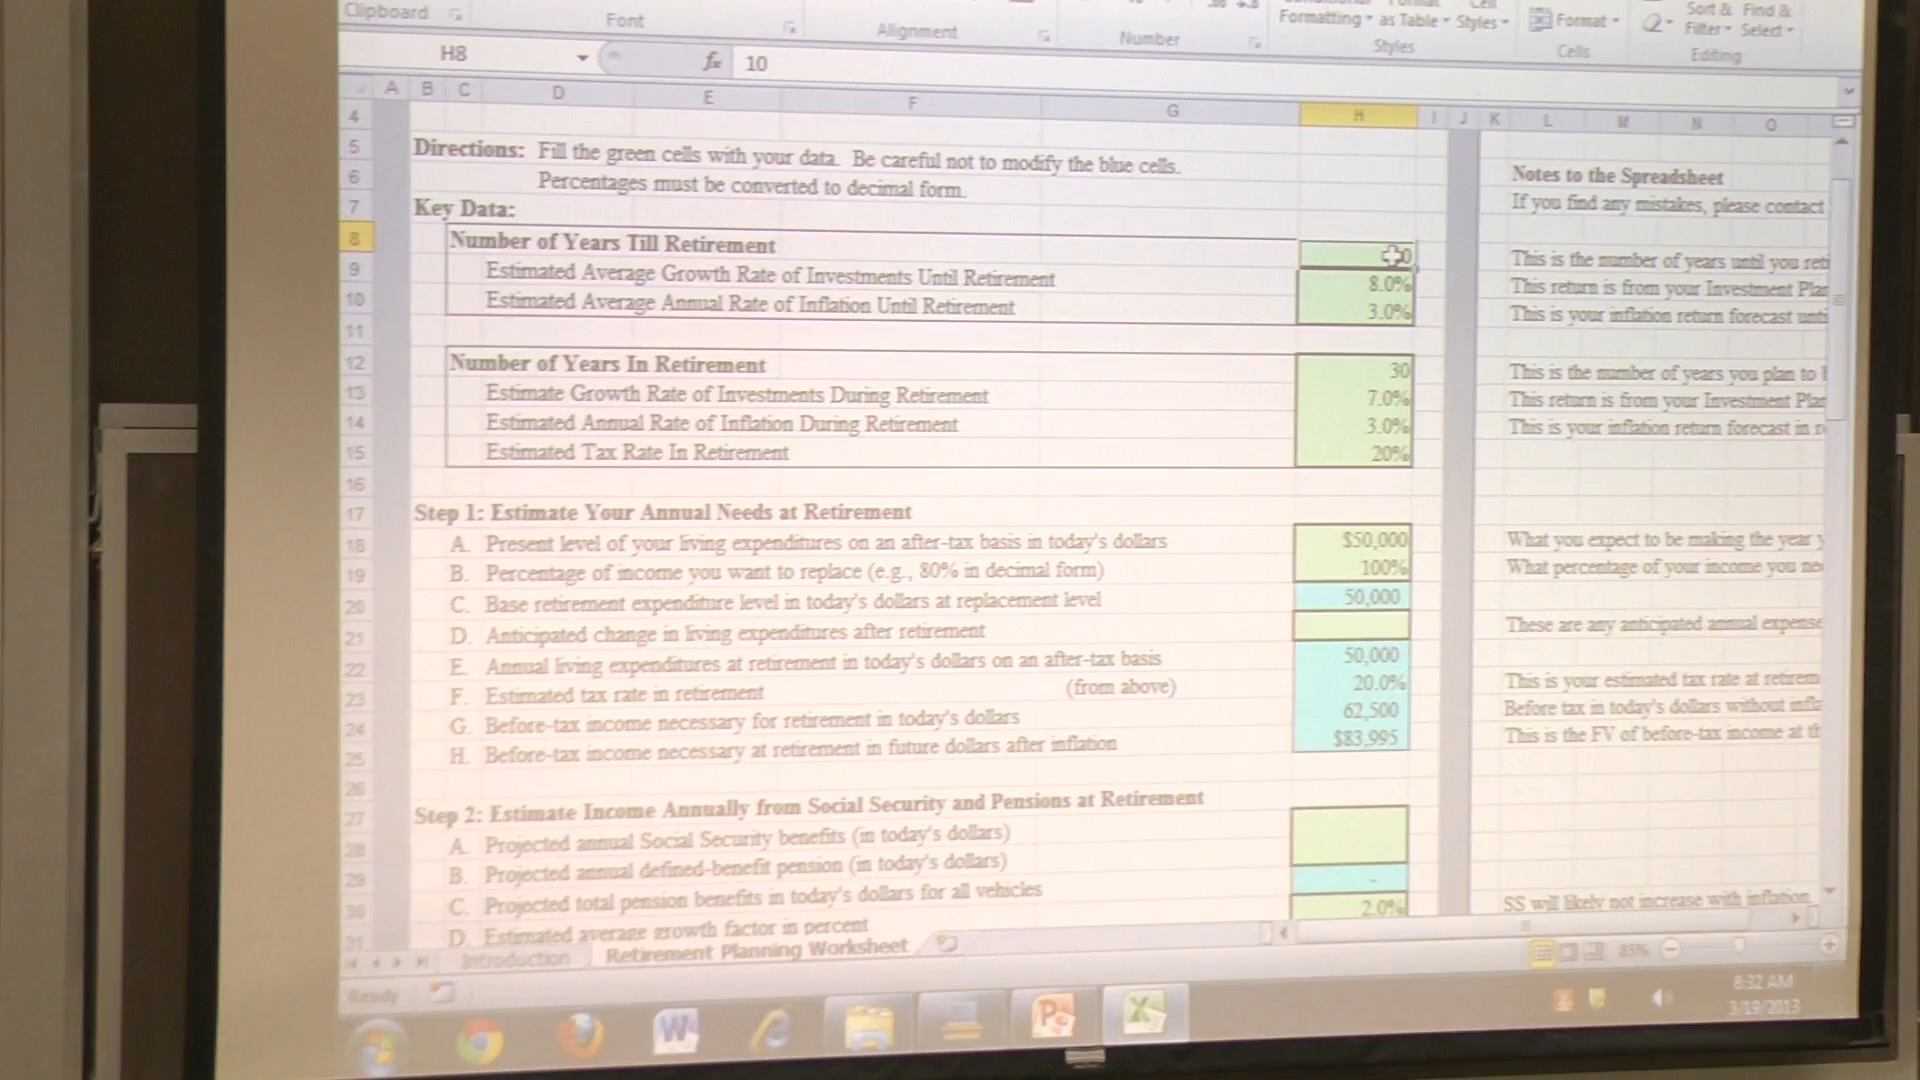 Clipboard Font Alignment Number Formatting as Table Styles Styles Format Cells Sort & Find & Filter Select Editing
H8 fx 10
A B C D E F G H I J K L M N O
4
5 Directions: Fill the green cells with your data. Be careful not to modify the blue cells.
6 Percentages must be converted to decimal form. Notes to the Spreadsheet
7 Key Data: If you find any mistakes, please contact
8 Number of Years Till Retirement This is the number of years until you reti
9 Estimated Average Growth Rate of Investments Until Retirement 8.0% This return is from your Investment Plan
10 Estimated Average Annual Rate of Inflation Until Retirement 3.0% This is your inflation return forecast unti
11
12 Number of Years In Retirement 30 This is the number of years you plan to
13 Estimate Growth Rate of Investments During Retirement 7.0% This return is from your Investment Plan
14 Estimated Annual Rate of Inflation During Retirement 3.0% This is your inflation return forecast in
15 Estimated Tax Rate In Retirement 20%
16
17 Step 1: Estimate Your Annual Needs at Retirement
18 A. Present level of your living expenditures on an after-tax basis in today's dollars $50,000 What you expect to be making the year
19 B. Percentage of income you want to replace (e.g., 80% in decimal form) 100% What percentage of your income you
20 C. Base retirement expenditure level in today's dollars at replacement level 50,000
21 D. Anticipated change in living expenditures after retirement These are any anticipated annual expense
22 E. Annual living expenditures at retirement in today's dollars on an after-tax basis 50,000
23 F. Estimated tax rate in retirement (from above) 20.0% This is your estimated tax rate at retirem
24 G. Before-tax income necessary for retirement in today's dollars 62,500 Before tax in today's dollars without infla
25 H. Before-tax income necessary at retirement in future dollars after inflation $83,995 This is the FV of before-tax income at th
26
27 Step 2: Estimate Income Annually from Social Security and Pensions at Retirement
28 A. Projected annual Social Security benefits (in today's dollars)
29 B. Projected annual defined-benefit pension (in today's dollars)
30 C. Projected total pension benefits in today's dollars for all vehicles -
31 D. Estimated average growth factor in percent 2.0% SS will likely not increase with inflation.
Introduction Retirement Planning Worksheet
Ready 85%
8:32 AM
3/19/2013